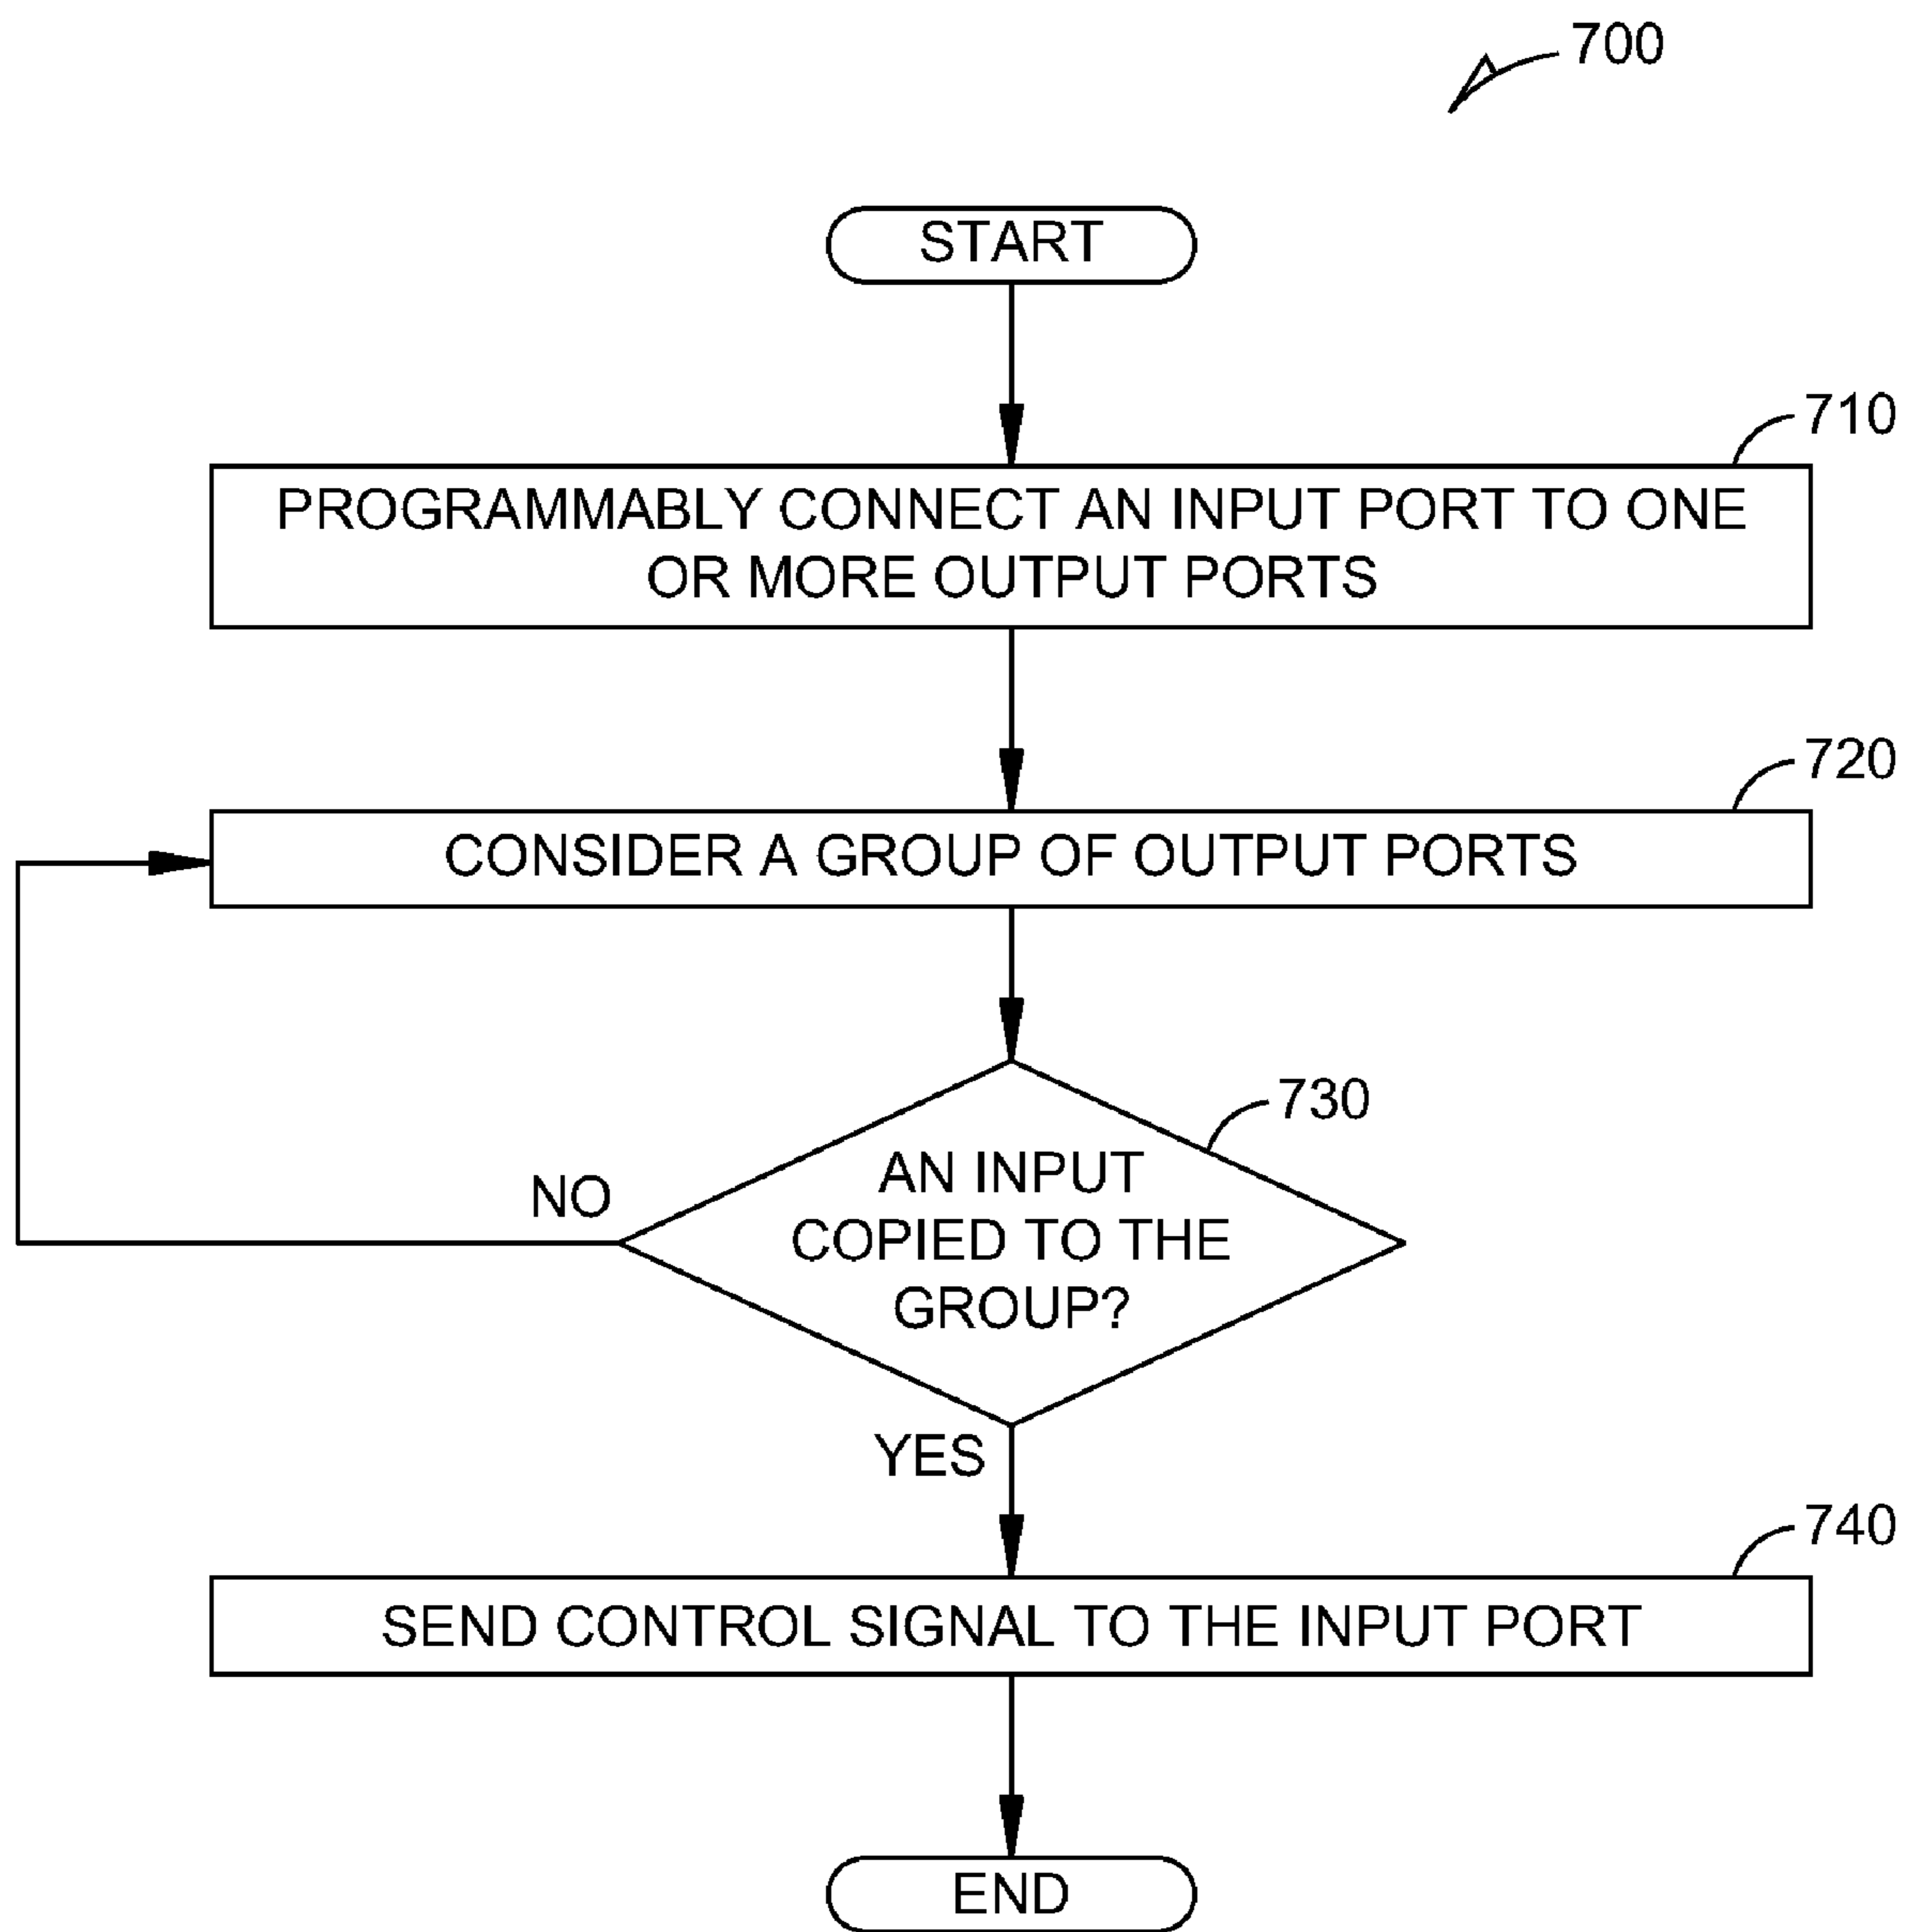 700
START
710
PROGRAMMABLY CONNECT AN INPUT PORT TO ONE
OR MORE OUTPUT PORTS
720
CONSIDER A GROUP OF OUTPUT PORTS
730
AN INPUT
COPIED TO THE
GROUP?
NO
YES
740
SEND CONTROL SIGNAL TO THE INPUT PORT
END